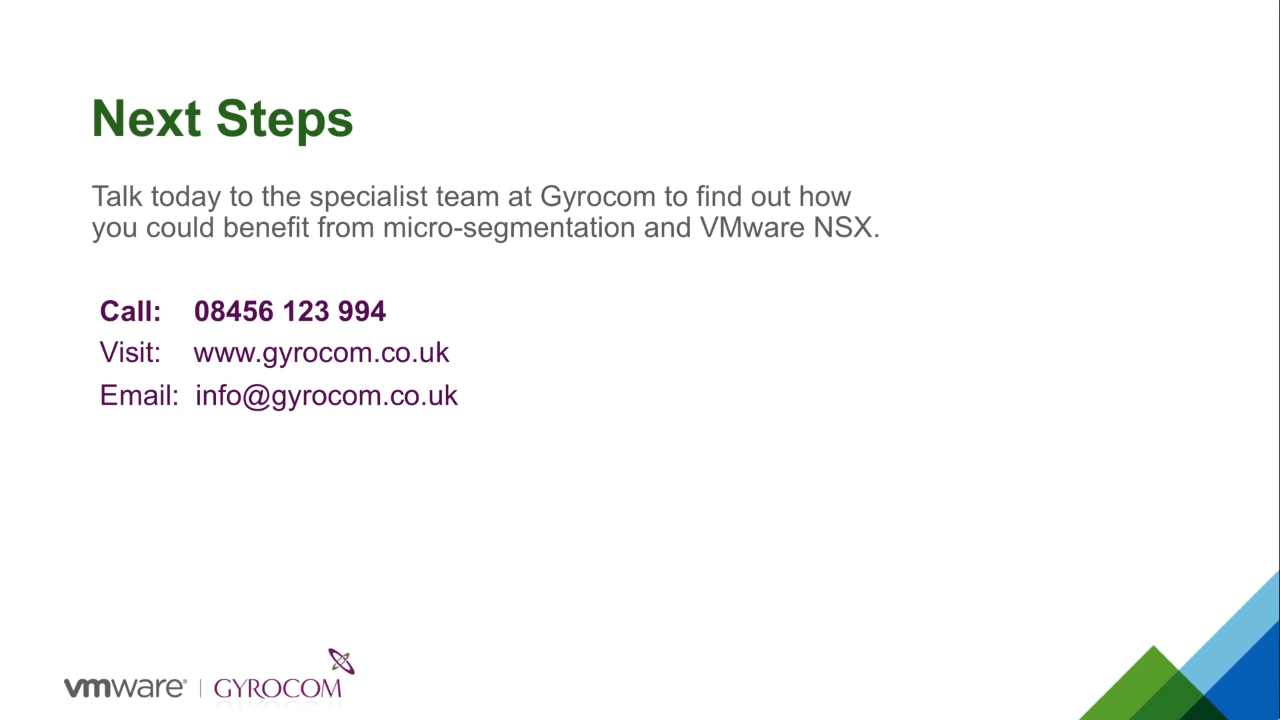 Next Steps
Talk today to the specialist team at Gyrocom to find out how
you could benefit from micro-segmentation and VMware NSX.
Call: 08456 123 994
Visit: www.gyrocom.co.uk
Email: info@gyrocom.co.uk
vmware® | GYROCOM